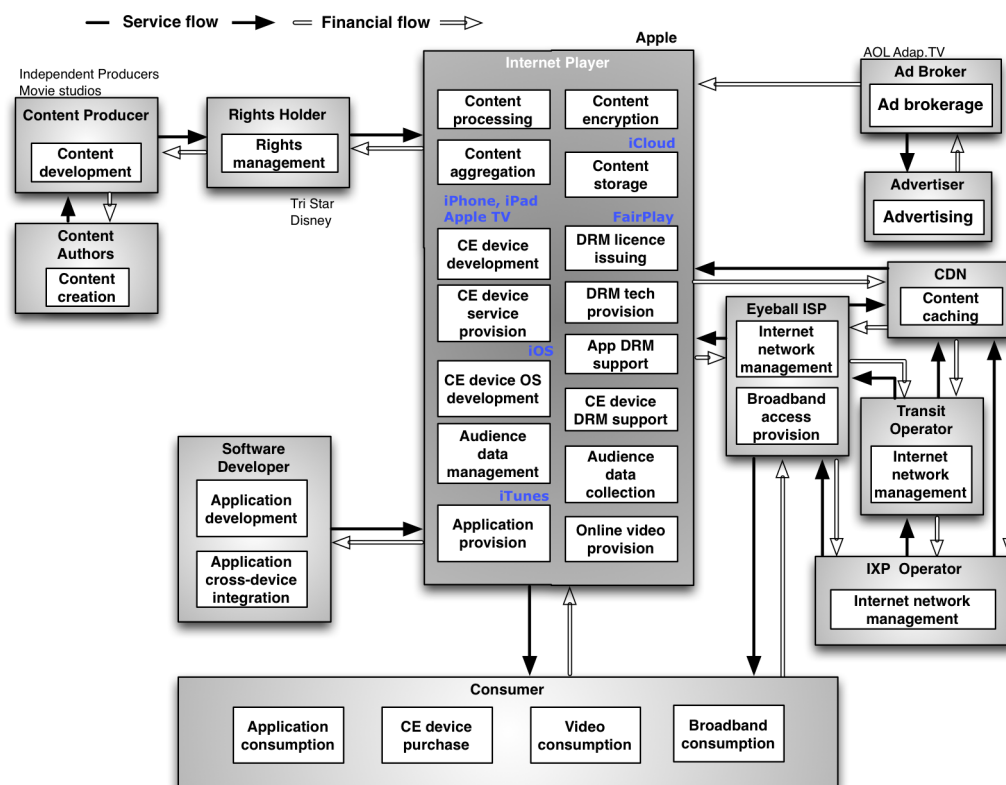 Service flow
Financial flow
Apple
Independent Producers
Movie studios
Content Producer
Content
development
Content
Authors
Content
creation
Rights Holder
Rights
management
Tri Star
Disney
Internet Player
Content
processing
Content
encryption
iCloud
Content
aggregation
Content
storage
iPhone, iPad
Apple TV
FairPlay
CE device
development
DRM licence
issuing
CE device
service
provision
DRM tech
provision
iOS
App DRM
support
CE device OS
development
CE device
DRM support
Audience
data
management
Audience
data
collection
iTunes
Application
provision
Online video
provision
AOL Adap.TV
Ad Broker
Ad brokerage
Advertiser
Advertising
CDN
Content
caching
Eyeball ISP
Internet
network
management
Broadband
access
provision
Transit
Operator
Internet
network
management
IXP Operator
Internet network
management
Software
Developer
Application
development
Application
cross-device
integration
Consumer
Application
consumption
CE device
purchase
Video
consumption
Broadband
consumption